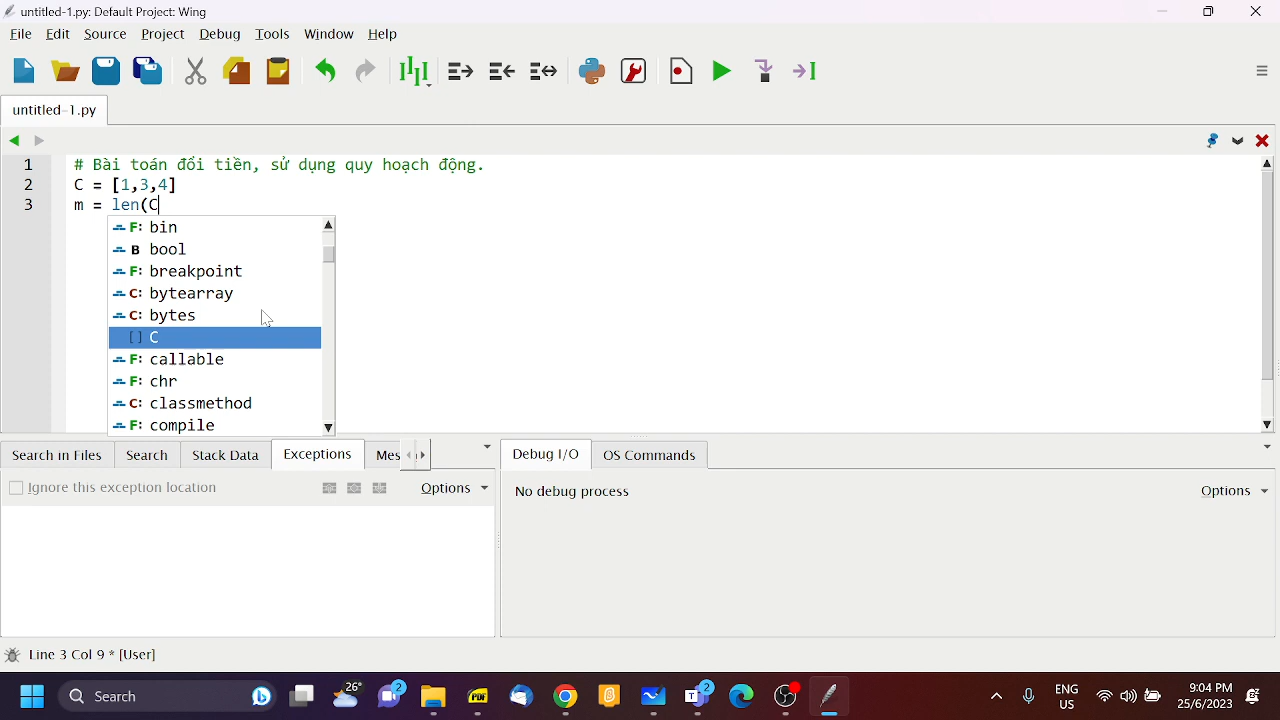 untitled-1.py: Default Project: Wing
File Edit Source Project Debug Tools Window Help
untitled-1.py
1 # Bài toán đổi tiền, sử dụng quy hoạch động.
2 C = [1,3,4]
3 m = len(C
F: bin
B bool
F: breakpoint
C: bytearray
C: bytes
[] C
F: callable
F: chr
C: classmethod
F: compile
Search in Files Search Stack Data Exceptions Mes
Debug I/O OS Commands
Ignore this exception location Options
No debug process Options
Line 3 Col 9 * [User]
Search
26°
2
PDF
T 2
ENG
US
9:04 PM
25/6/2023